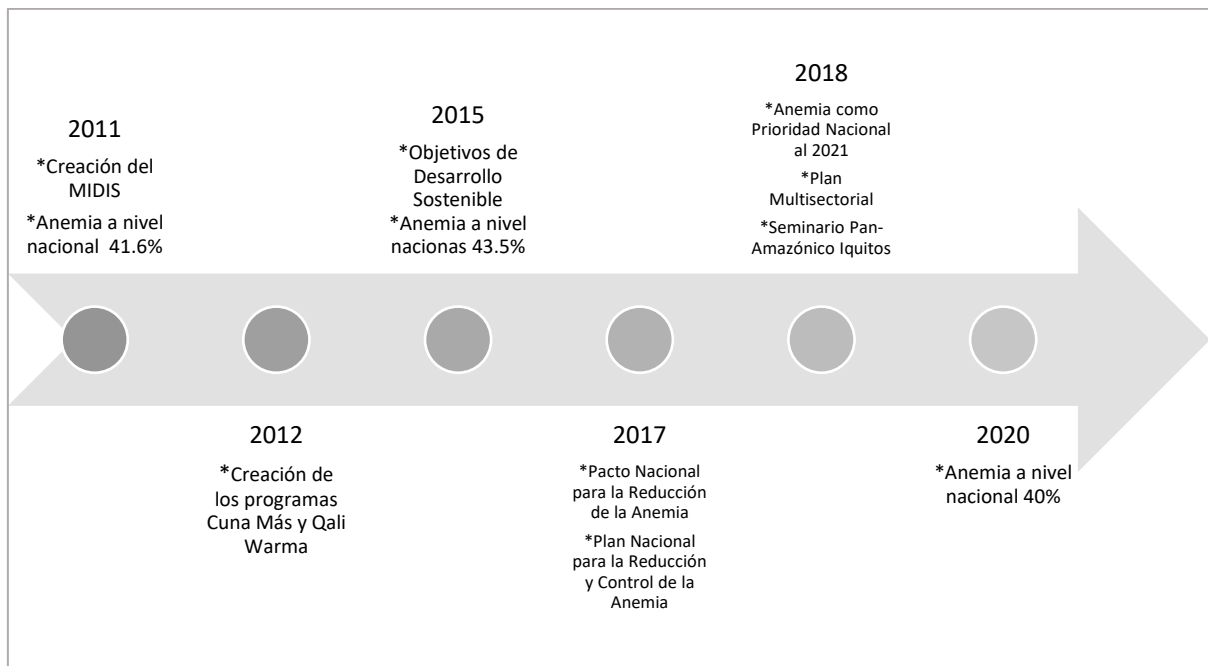 2011
*Creación del
MIDIS
*Anemia a nivel
nacional 41.6%
2012
*Creación de
los programas
Cuna Más y Qali
Warma
2015
*Objetivos de
Desarrollo
Sostenible
*Anemia a nivel
nacionas 43.5%
2017
*Pacto Nacional
para la Reducción
de la Anemia
*Plan Nacional
para la Reducción
y Control de la
Anemia
2018
*Anemia como
Prioridad Nacional
al 2021
*Plan
Multisectorial
*Seminario Pan-
Amazónico Iquitos
2020
*Anemia a nivel
nacional 40%